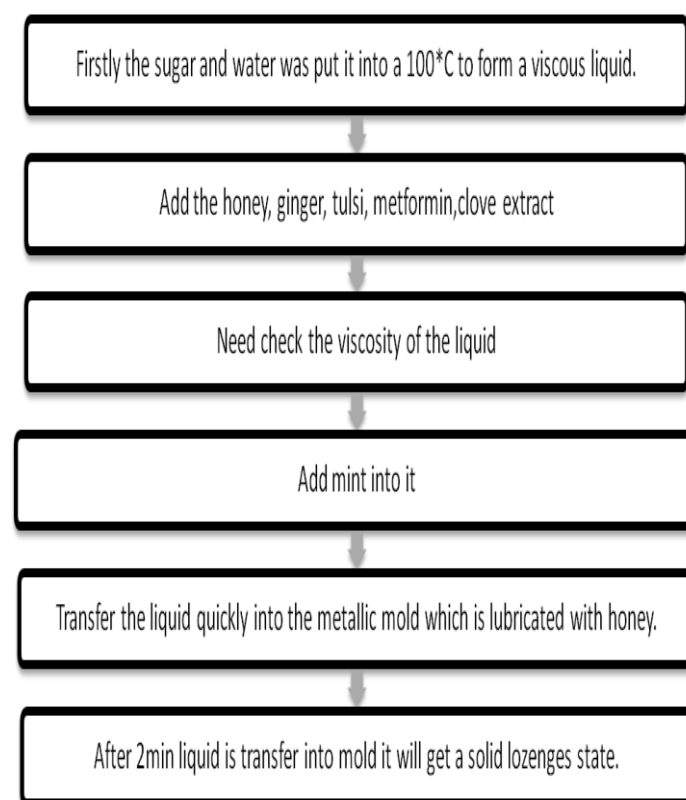 Firstly the sugar and water was put it into a 100*C to form a viscous liquid.
Add the honey, ginger, tulsi, metformin,clove extract
Need check the viscosity of the liquid
Add mint into it
Transfer the liquid quickly into the metallic mold which is lubricated with honey.
After 2min liquid is transfer into mold it will get a solid lozenges state.